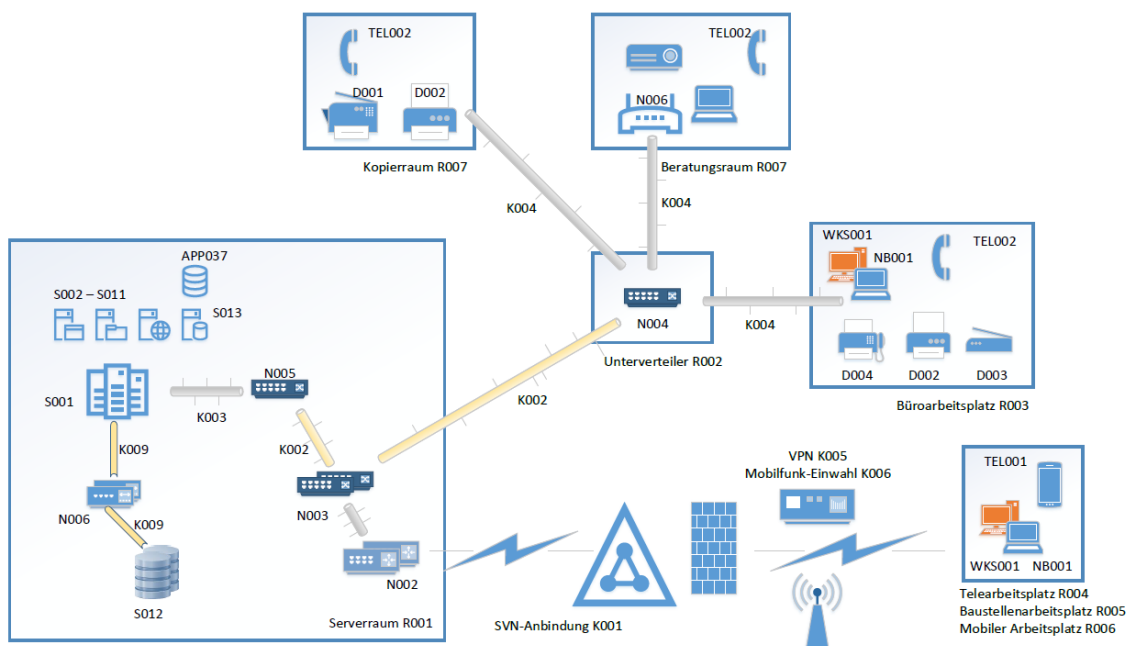 TEL002
D001
D002
Kopierraum R007
TEL002
N006
Beratungsraum R007
K004
K004
WKS001
NB001
TEL002
D004
D002
D003
Büroarbeitsplatz R003
K004
N004
Unterverteiler R002
K002
APP037
S002 – S011
S013
S001
N005
K003
K002
K009
N006
K009
S012
N003
N002
Serverraum R001
SVN-Anbindung K001
VPN K005
Mobilfunk-Einwahl K006
TEL001
WKS001
NB001
Telearbeitsplatz R004
Baustellenarbeitsplatz R005
Mobiler Arbeitsplatz R006